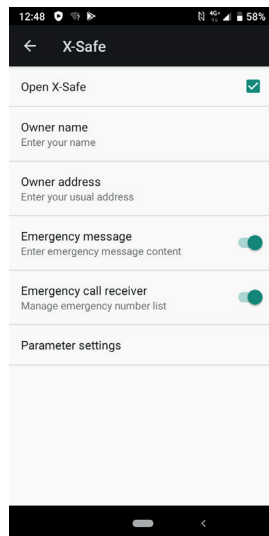 12:48 4G+ 58%
X-Safe
Open X-Safe
Owner name
Enter your name
Owner address
Enter your usual address
Emergency message
Enter emergency message content
Emergency call receiver
Manage emergency number list
Parameter settings